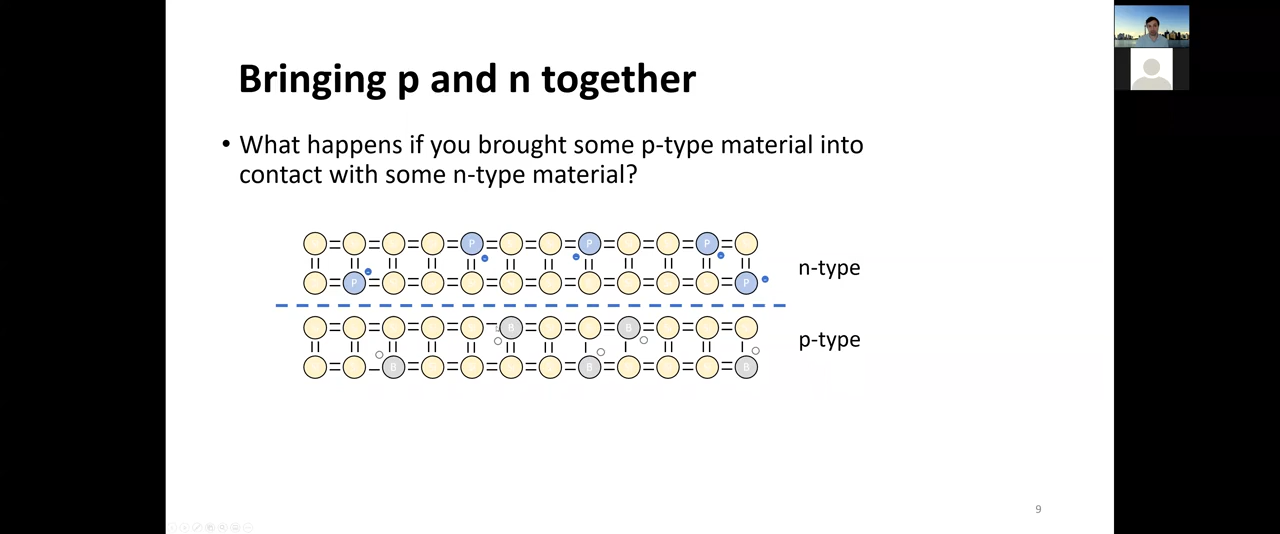 Bringing p and n together
• What happens if you brought some p-type material into
contact with some n-type material?
P P P
P P
n-type
B B
p-type
B B B
9